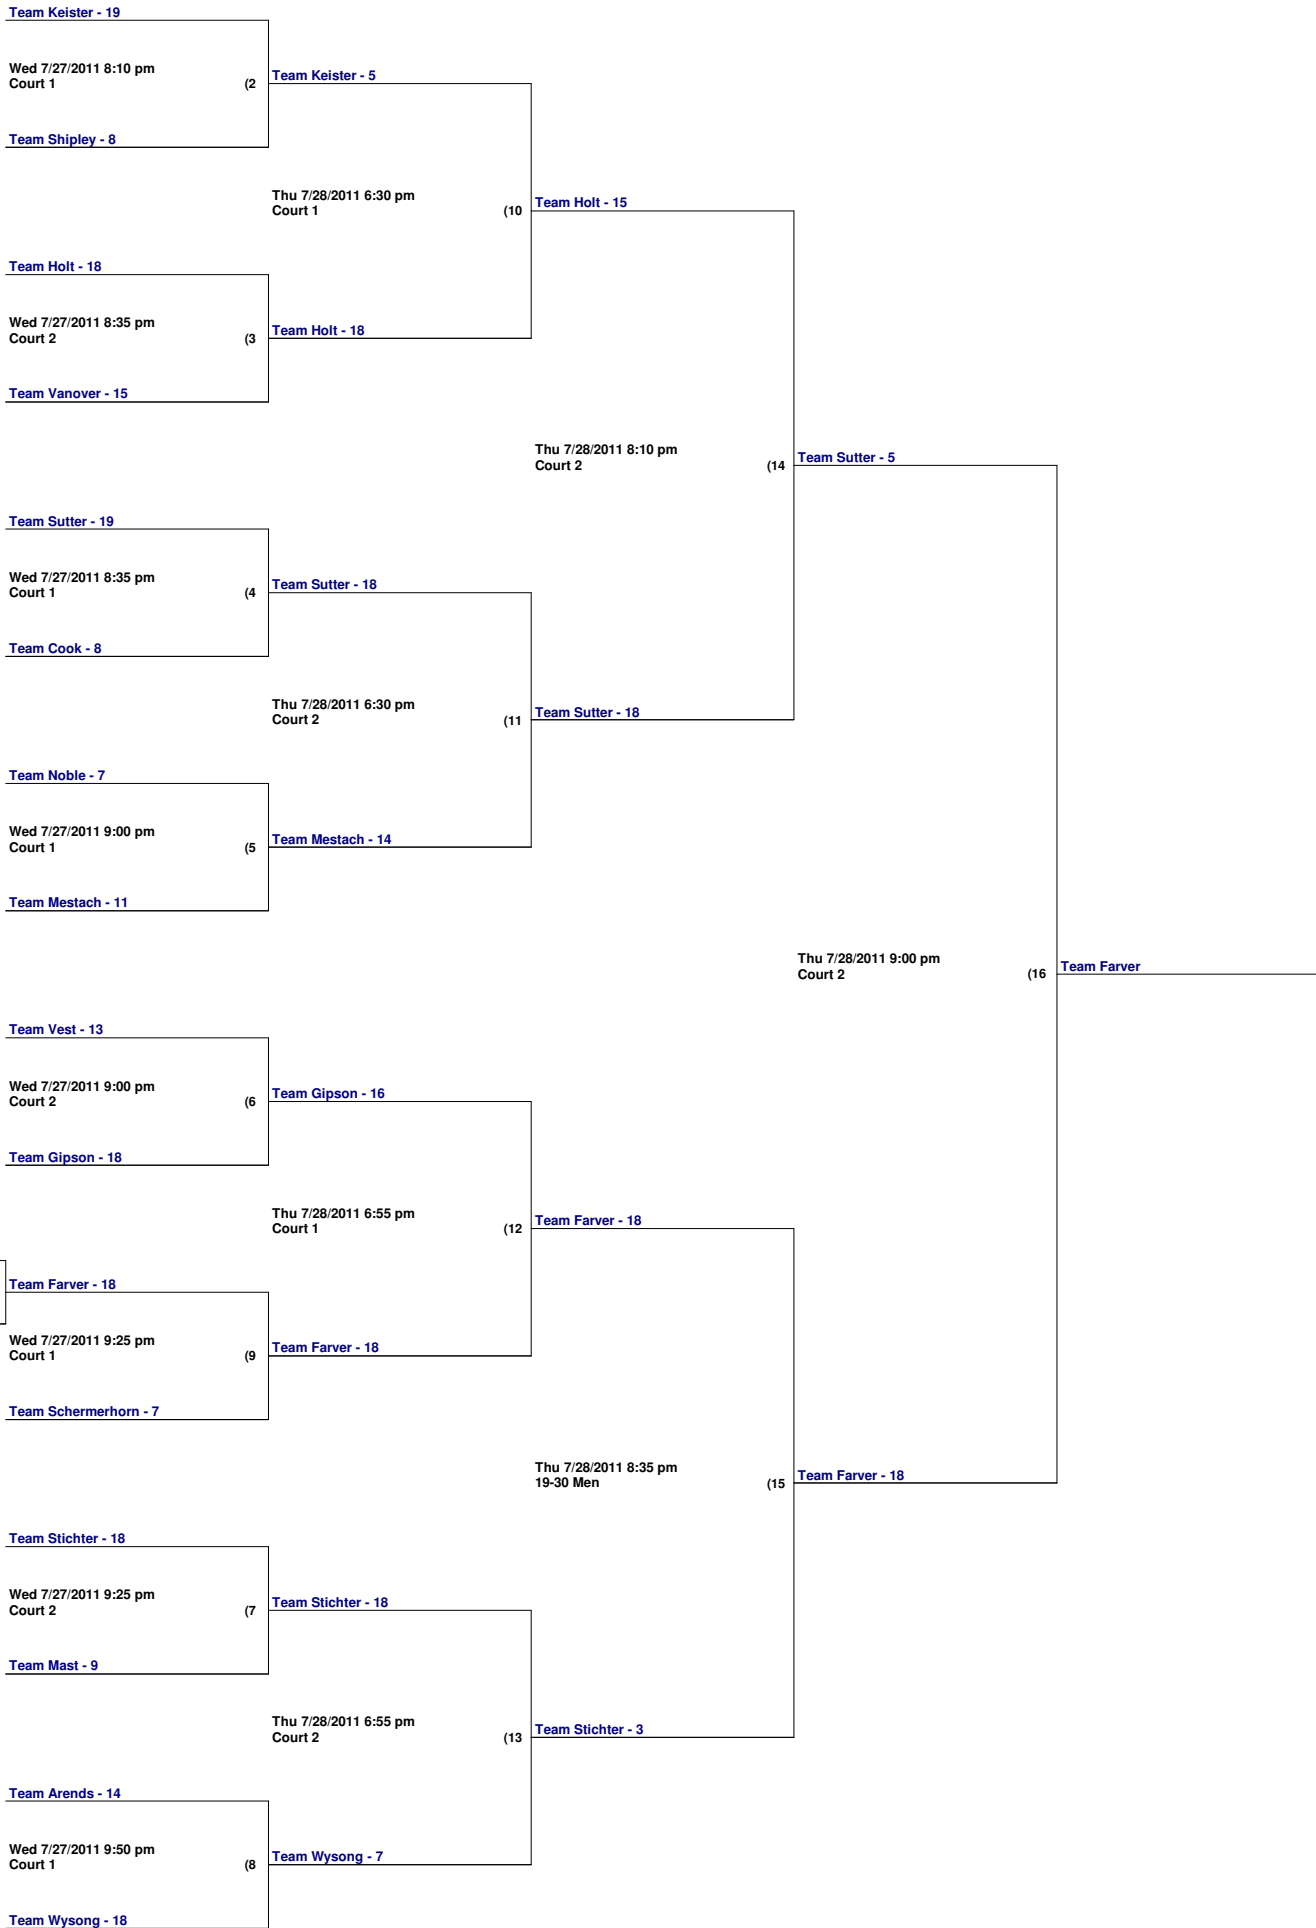 Team Keister - 19
Wed 7/27/2011 8:10 pm
Court 1
(2
Team Keister - 5
Team Shipley - 8
Thu 7/28/2011 6:30 pm
Court 1
(10
Team Holt - 15
Team Holt - 18
Wed 7/27/2011 8:35 pm
Court 2
(3
Team Holt - 18
Team Vanover - 15
Thu 7/28/2011 8:10 pm
Court 2
(14
Team Sutter - 5
Team Sutter - 19
Wed 7/27/2011 8:35 pm
Court 1
(4
Team Sutter - 18
Team Cook - 8
Thu 7/28/2011 6:30 pm
Court 2
(11
Team Sutter - 18
Team Noble - 7
Wed 7/27/2011 9:00 pm
Court 1
(5
Team Mestach - 14
Team Mestach - 11
Thu 7/28/2011 9:00 pm
Court 2
(16
Team Farver
Team Vest - 13
Wed 7/27/2011 9:00 pm
Court 2
(6
Team Gipson - 16
Team Gipson - 18
Thu 7/28/2011 6:55 pm
Court 1
(12
Team Farver - 18
Team Farver - 18
Wed 7/27/2011 9:25 pm
Court 1
(9
Team Farver - 18
Team Schermerhorn - 7
Thu 7/28/2011 8:35 pm
19-30 Men
(15
Team Farver - 18
Team Stichter - 18
Wed 7/27/2011 9:25 pm
Court 2
(7
Team Stichter - 18
Team Mast - 9
Thu 7/28/2011 6:55 pm
Court 2
(13
Team Stichter - 3
Team Arends - 14
Wed 7/27/2011 9:50 pm
Court 1
(8
Team Wysong - 7
Team Wysong - 18